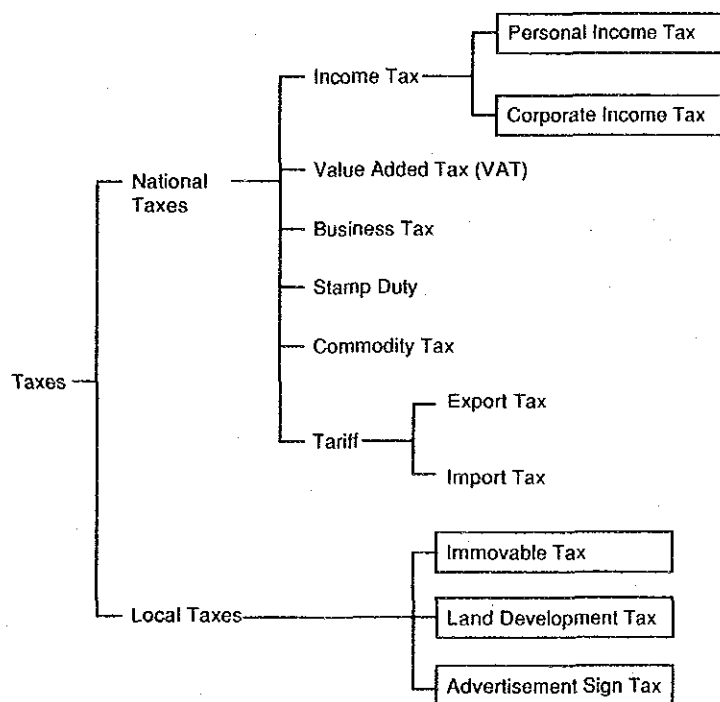 Personal Income Tax
Income Tax
Corporate Income Tax
National
Taxes
Value Added Tax (VAT)
Business Tax
Stamp Duty
Commodity Tax
Taxes
Export Tax
Tariff
Import Tax
Immovable Tax
Local Taxes
Land Development Tax
Advertisement Sign Tax